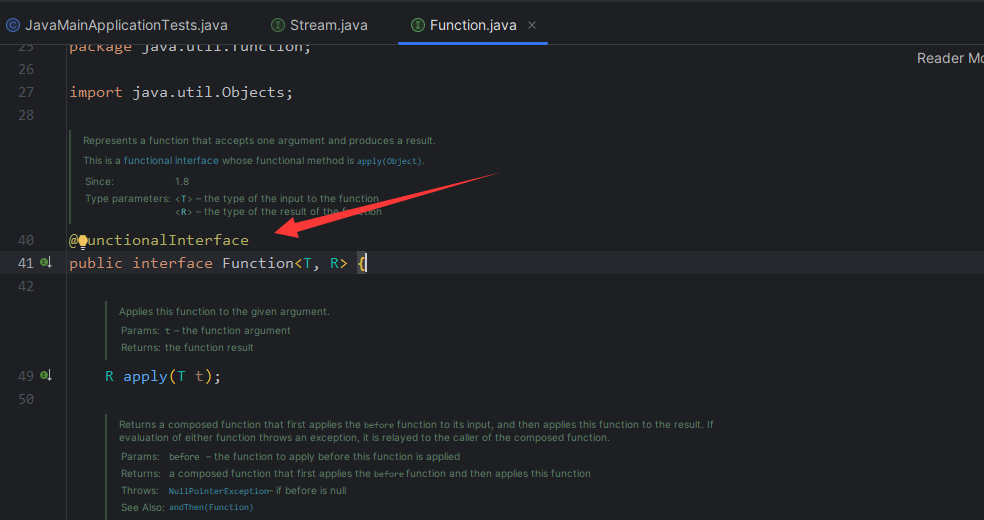 JavaMainApplicationTests.java Stream.java Function.java
25 package java.util.function;
26 Reader Mo
27 import java.util.Objects;
28
Represents a function that accepts one argument and produces a result.
This is a functional interface whose functional method is apply(Object).
Since: 1.8
Type parameters: <T> – the type of the input to the function
<R> – the type of the result of the function
40 @FunctionalInterface
41 public interface Function<T, R> {
42
Applies this function to the given argument.
Params: t – the function argument
Returns: the function result
49 R apply(T t);
50
Returns a composed function that first applies the before function to its input, and then applies this function to the result. If
evaluation of either function throws an exception, it is relayed to the caller of the composed function.
Params: before – the function to apply before this function is applied
Returns: a composed function that first applies the before function and then applies this function
Throws: NullPointerException– if before is null
See Also: andThen(Function)